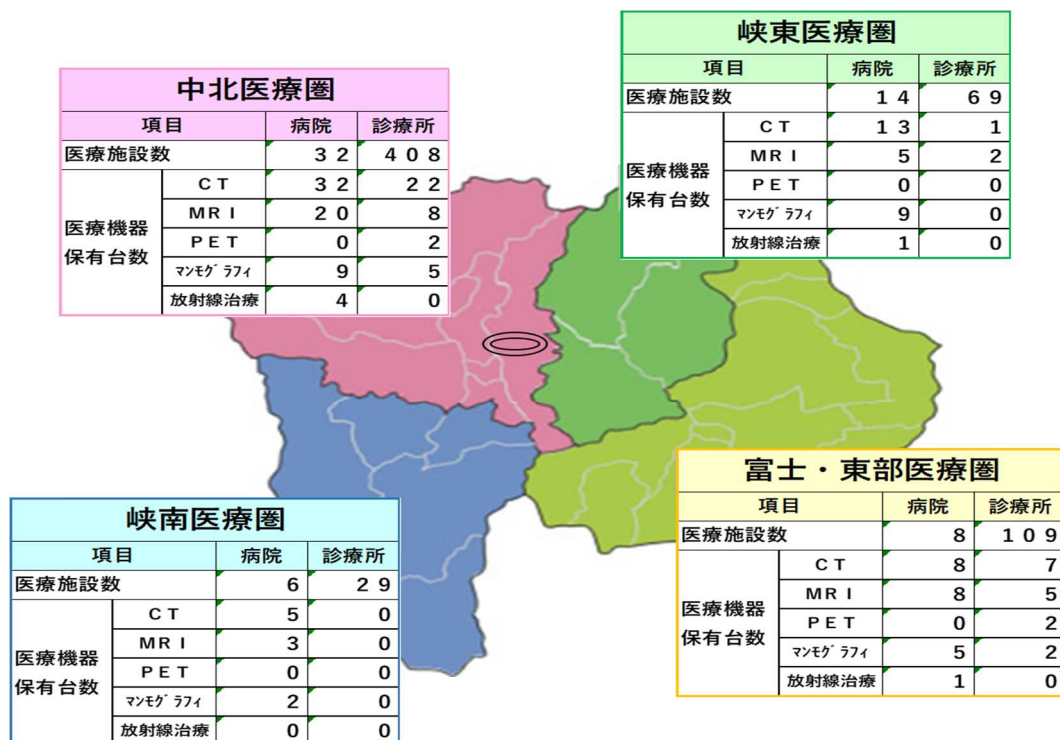 峡東医療圏
項目 病院 診療所
医療施設数 14 69
医療機器保有台数
CT 13 1
MRI 5 2
PET 0 0
ﾏﾝﾓｸﾞﾗﾌｨ 9 0
放射線治療 1 0
中北医療圏
項目 病院 診療所
医療施設数 32 408
医療機器保有台数
CT 32 22
MRI 20 8
PET 0 2
ﾏﾝﾓｸﾞﾗﾌｨ 9 5
放射線治療 4 0
峡南医療圏
項目 病院 診療所
医療施設数 6 29
医療機器保有台数
CT 5 0
MRI 3 0
PET 0 0
ﾏﾝﾓｸﾞﾗﾌｨ 2 0
放射線治療 0 0
富士・東部医療圏
項目 病院 診療所
医療施設数 8 109
医療機器保有台数
CT 8 7
MRI 8 5
PET 0 2
ﾏﾝﾓｸﾞﾗﾌｨ 5 2
放射線治療 1 0